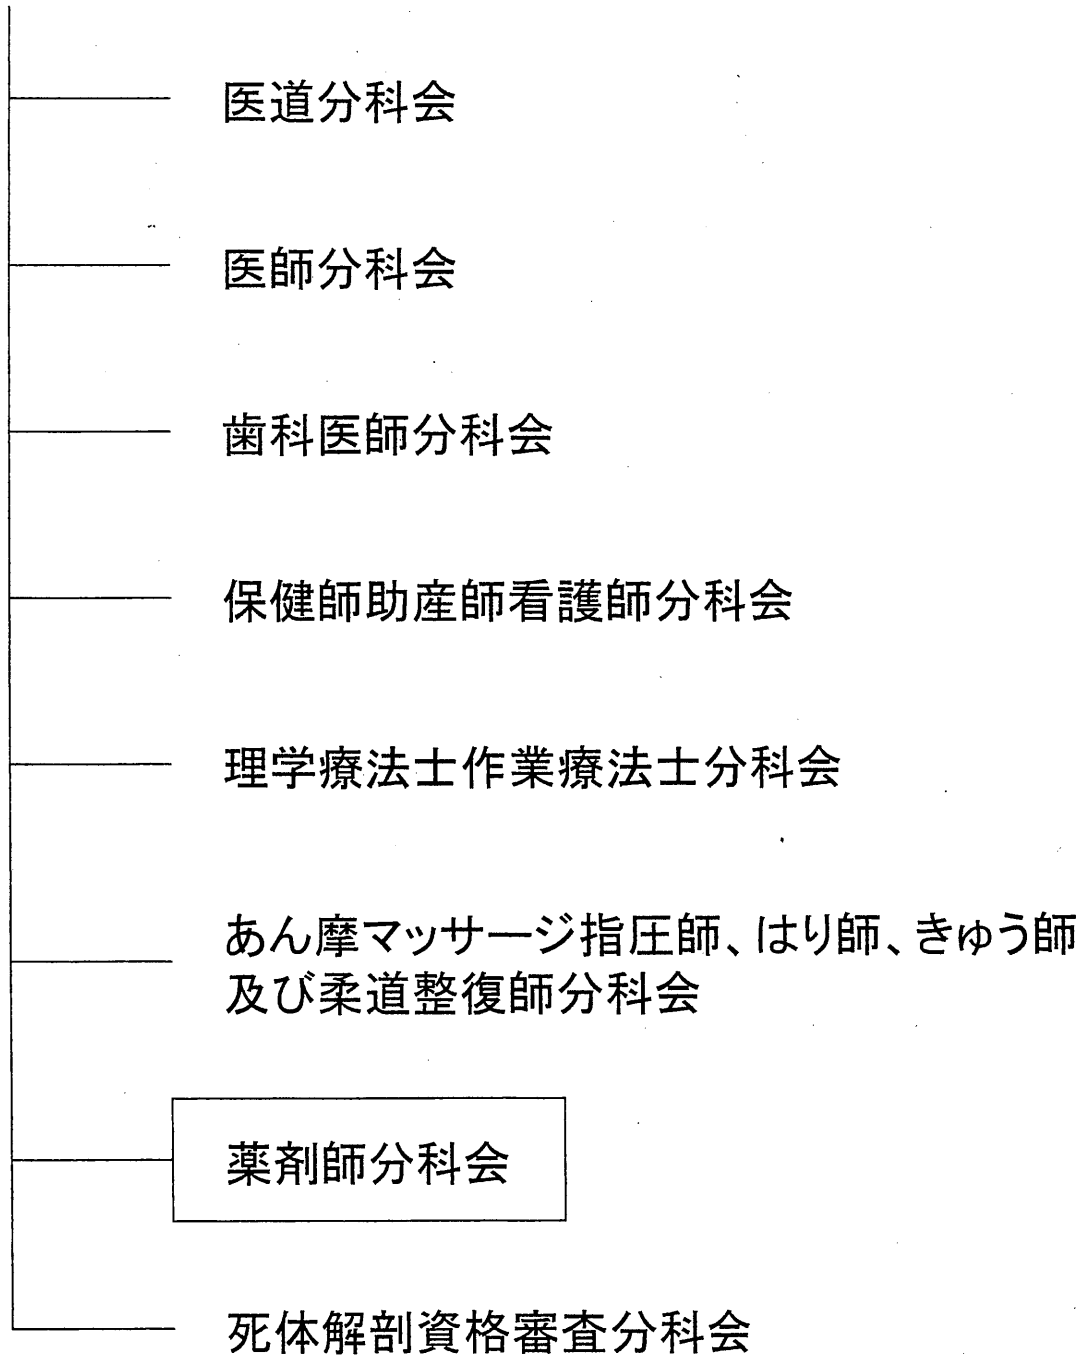 医道分科会
医師分科会
歯科医師分科会
保健師助産師看護師分科会
理学療法士作業療法士分科会
あん摩マッサージ指圧師、はり師、きゅう師
及び柔道整復師分科会
薬剤師分科会
死体解剖資格審査分科会